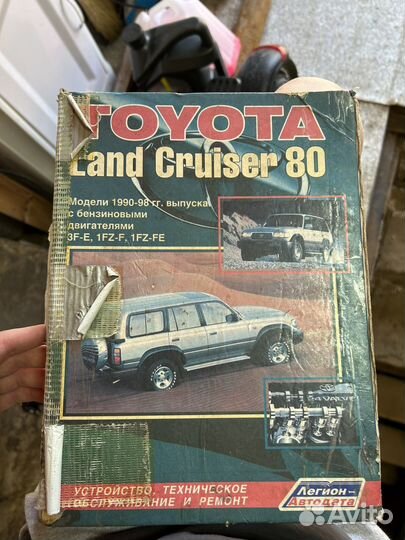 TOYOTA
Land Cruiser 80
Модели 1990-98 гг. выпуска
с бензиновыми
двигателями
3F-E, 1FZ-F, 1FZ-FE
24 VALVE
УСТРОЙСТВО, ТЕХНИЧЕСКОЕ
ОБСЛУЖИВАНИЕ И РЕМОНТ
Легион-
Автодата
Avito